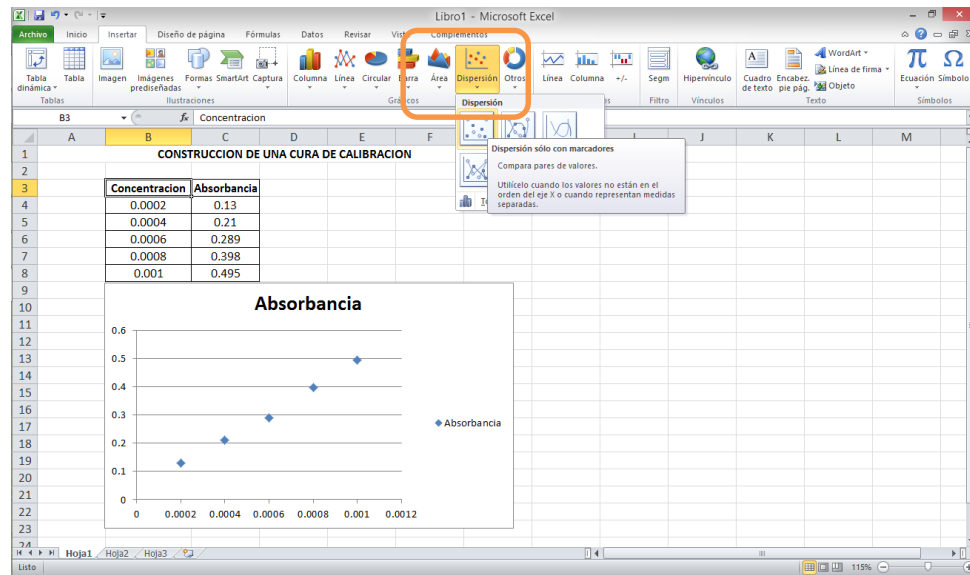 Libro1 - Microsoft Excel
Archivo Inicio Insertar Diseño de página Fórmulas Datos Revisar Vista Complementos
Tabla dinámica Tabla Imagen Imágenes prediseñadas Formas SmartArt Captura Columna Línea Circular Barra Área Dispersión Otros Línea Columna +/- Segm Hipervínculo Cuadro de texto Encabez. pie pág. WordArt Línea de firma Objeto Ecuación Símbolo
Tablas Ilustraciones Gráficos Filtro Vínculos Texto Símbolos
B3 fx Concentracion
Dispersión
Dispersión sólo con marcadores
Compara pares de valores.
Utilícelo cuando los valores no están en el
orden del eje X o cuando representan medidas
separadas.
A B C D E F I J K L M
1 CONSTRUCCION DE UNA CURA DE CALIBRACION
2
3 Concentracion Absorbancia
4 0.0002 0.13
5 0.0004 0.21
6 0.0006 0.289
7 0.0008 0.398
8 0.001 0.495
9
10
11
12
13
14
15
16
17
18
19
20
21
22
23
24
Absorbancia
0.6
0.5
0.4
0.3
0.2
0.1
0
0 0.0002 0.0004 0.0006 0.0008 0.001 0.0012
Absorbancia
Hoja1 Hoja2 Hoja3
Listo 115%